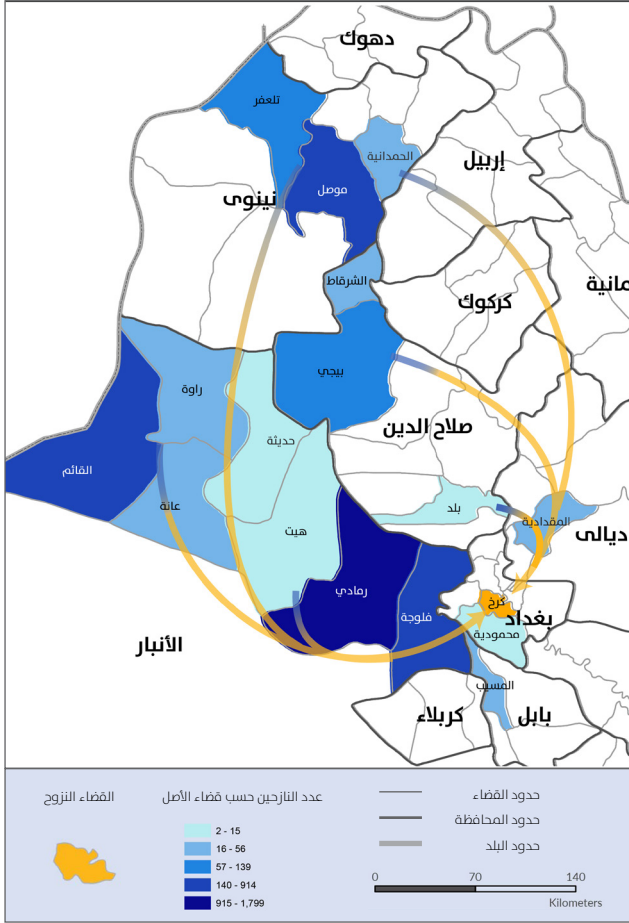 دهوك
تلعفر
الحمدانية
إربيل
موصل
نينوى
الشرقاط
مانية
كركوك
بيجي
راوة
صلاح الدين
حديثة
القائم
عانة
بلد
المقدادية
ديالى
هيت
رمادي
كرخ
فلوجة
بغداد
محمودية
الأنبار
المسيب
كربلاء
بابل
القضاء النزوح
عدد النازحين حسب قضاء الأصل
2 - 15
16 - 56
57 - 139
140 - 914
915 - 1,799
حدود القضاء
حدود المحافظة
حدود البلد
0 70 140
Kilometers